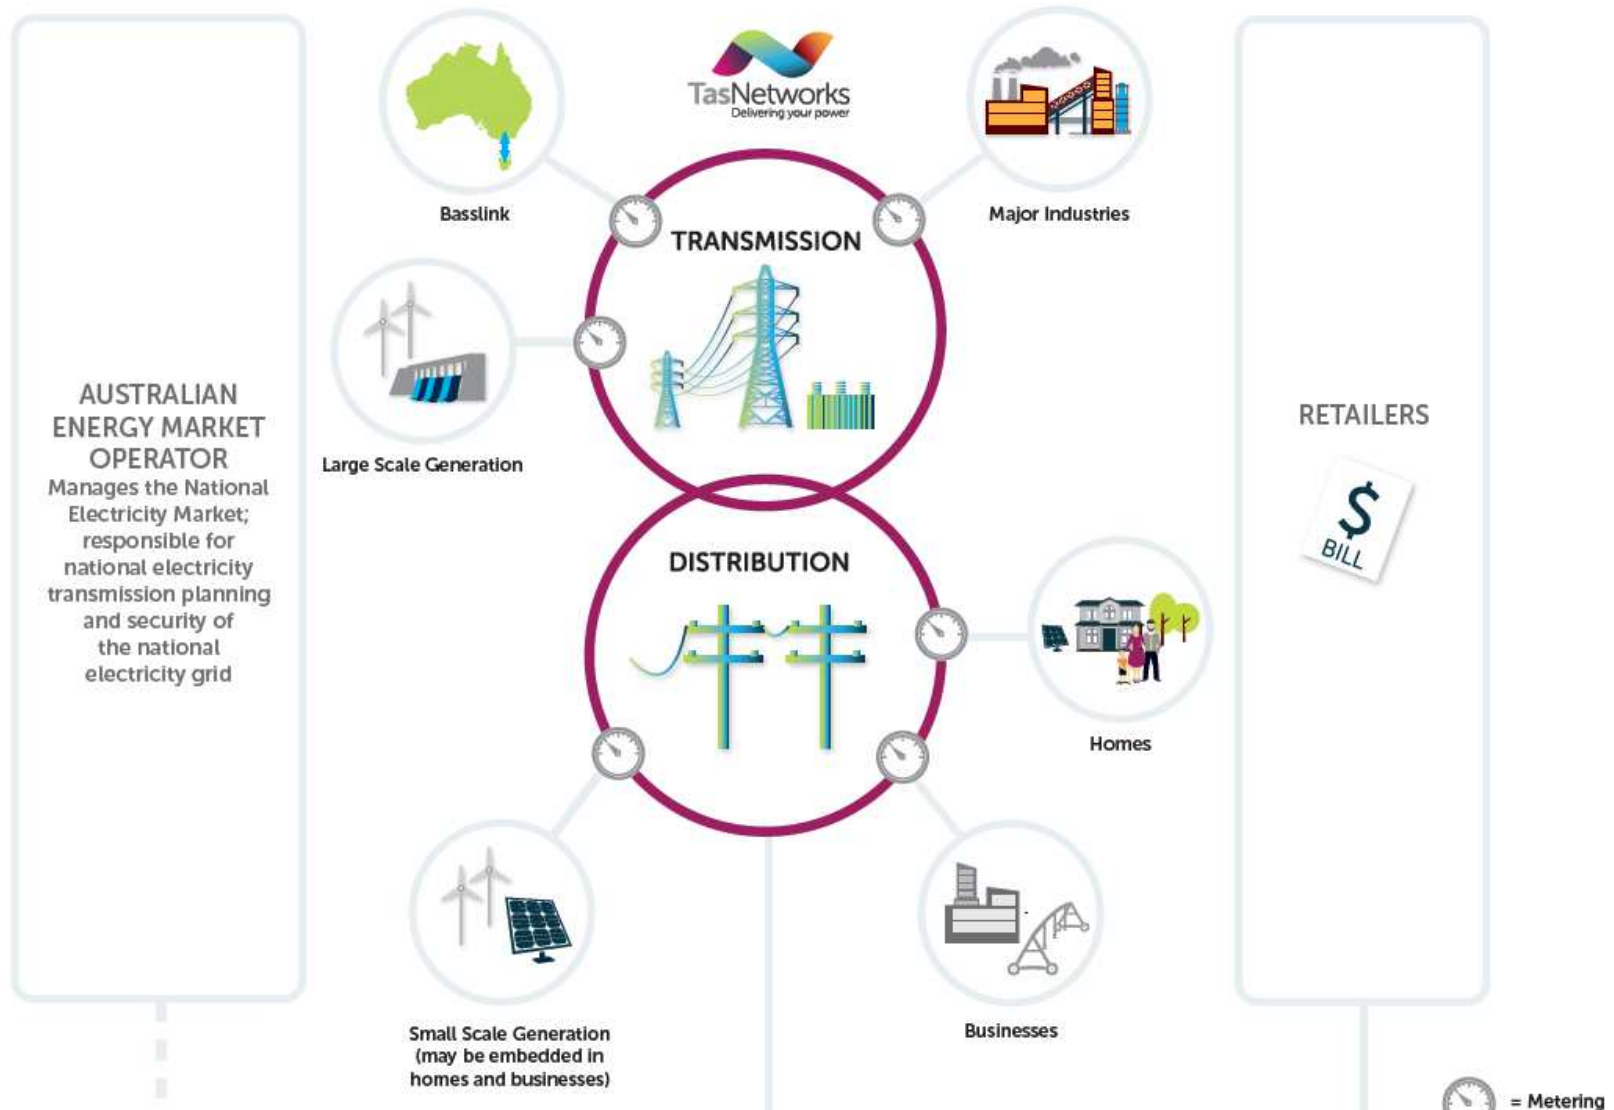 TasNetworks
Delivering your power
Basslink
Major Industries
TRANSMISSION
Large Scale Generation
AUSTRALIAN
ENERGY MARKET
OPERATOR
Manages the National
Electricity Market;
responsible for
national electricity
transmission planning
and security of
the national
electricity grid
RETAILERS
$
BILL
DISTRIBUTION
Homes
Small Scale Generation
(may be embedded in
homes and businesses)
Businesses
= Metering